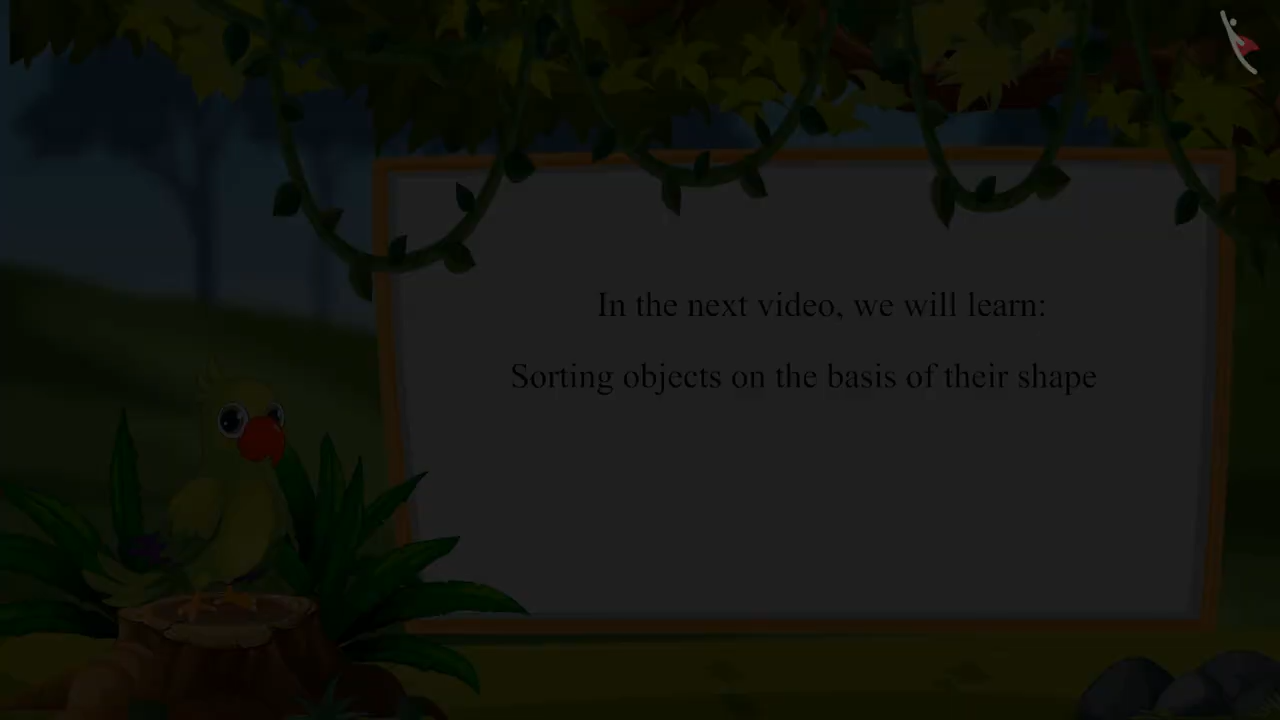 In the next video, we will learn:
Sorting objects on the basis of their shape